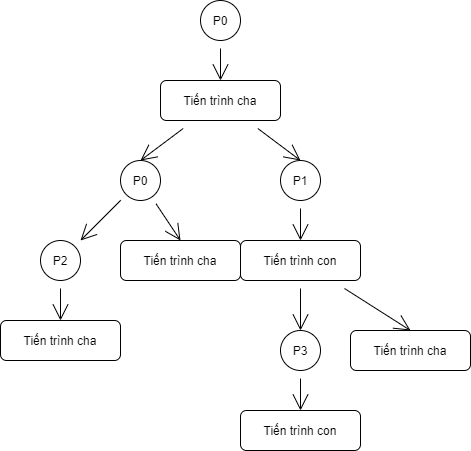 P0
Tiến trình cha
P0
P1
P2
Tiến trình cha
Tiến trình con
Tiến trình cha
P3
Tiến trình cha
Tiến trình con